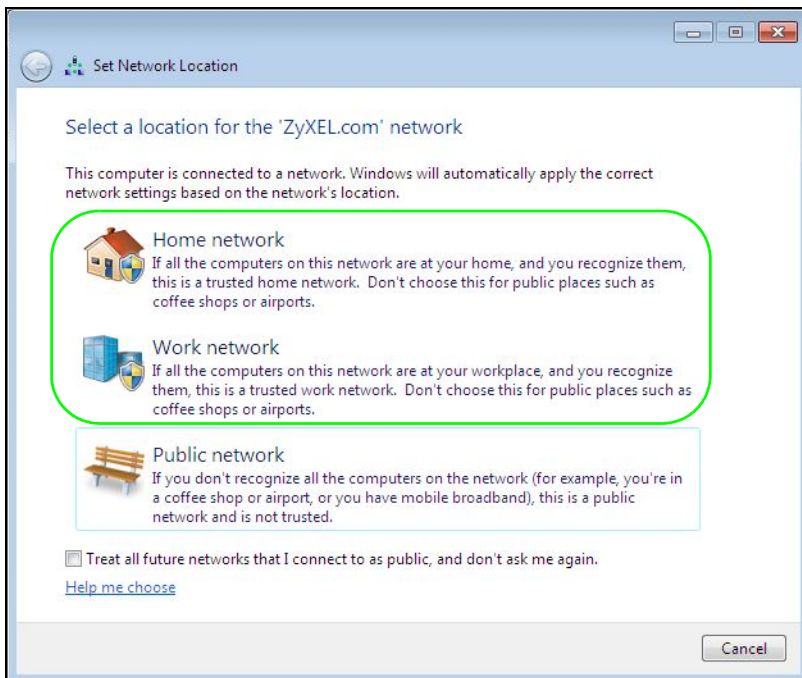 Set Network Location
Select a location for the 'ZyXEL.com' network
This computer is connected to a network. Windows will automatically apply the correct
network settings based on the network's location.
Home network
If all the computers on this network are at your home, and you recognize them,
this is a trusted home network.  Don't choose this for public places such as
coffee shops or airports.
Work network
If all the computers on this network are at your workplace, and you recognize
them, this is a trusted work network.  Don't choose this for public places such as
coffee shops or airports.
Public network
If you don't recognize all the computers on the network (for example, you're in
a coffee shop or airport, or you have mobile broadband), this is a public
network and is not trusted.
Treat all future networks that I connect to as public, and don't ask me again.
Help me choose
Cancel